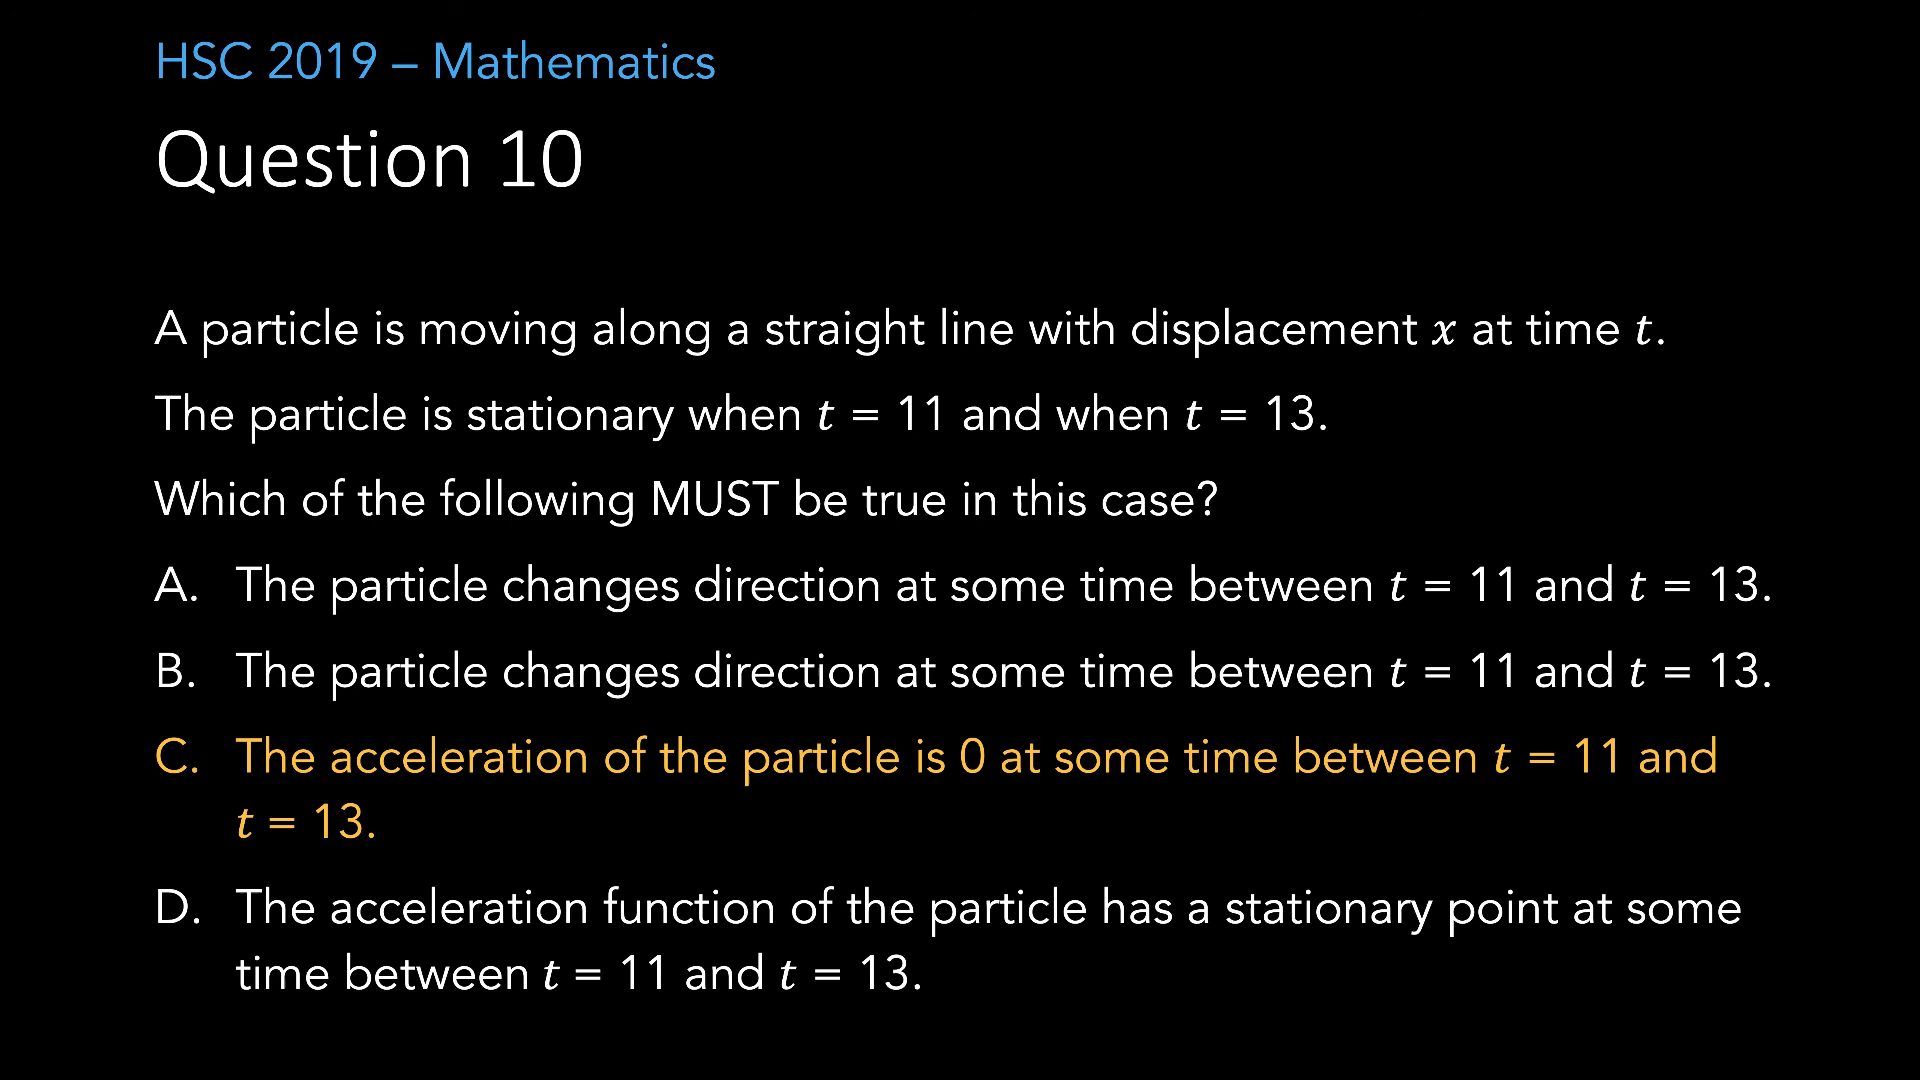 HSC 2019 – Mathematics
Question 10
A particle is moving along a straight line with displacement x at time t.
The particle is stationary when t = 11 and when t = 13.
Which of the following MUST be true in this case?
A. The particle changes direction at some time between t = 11 and t = 13.
B. The particle changes direction at some time between t = 11 and t = 13.
C. The acceleration of the particle is 0 at some time between t = 11 and
t = 13.
D. The acceleration function of the particle has a stationary point at some
time between t = 11 and t = 13.